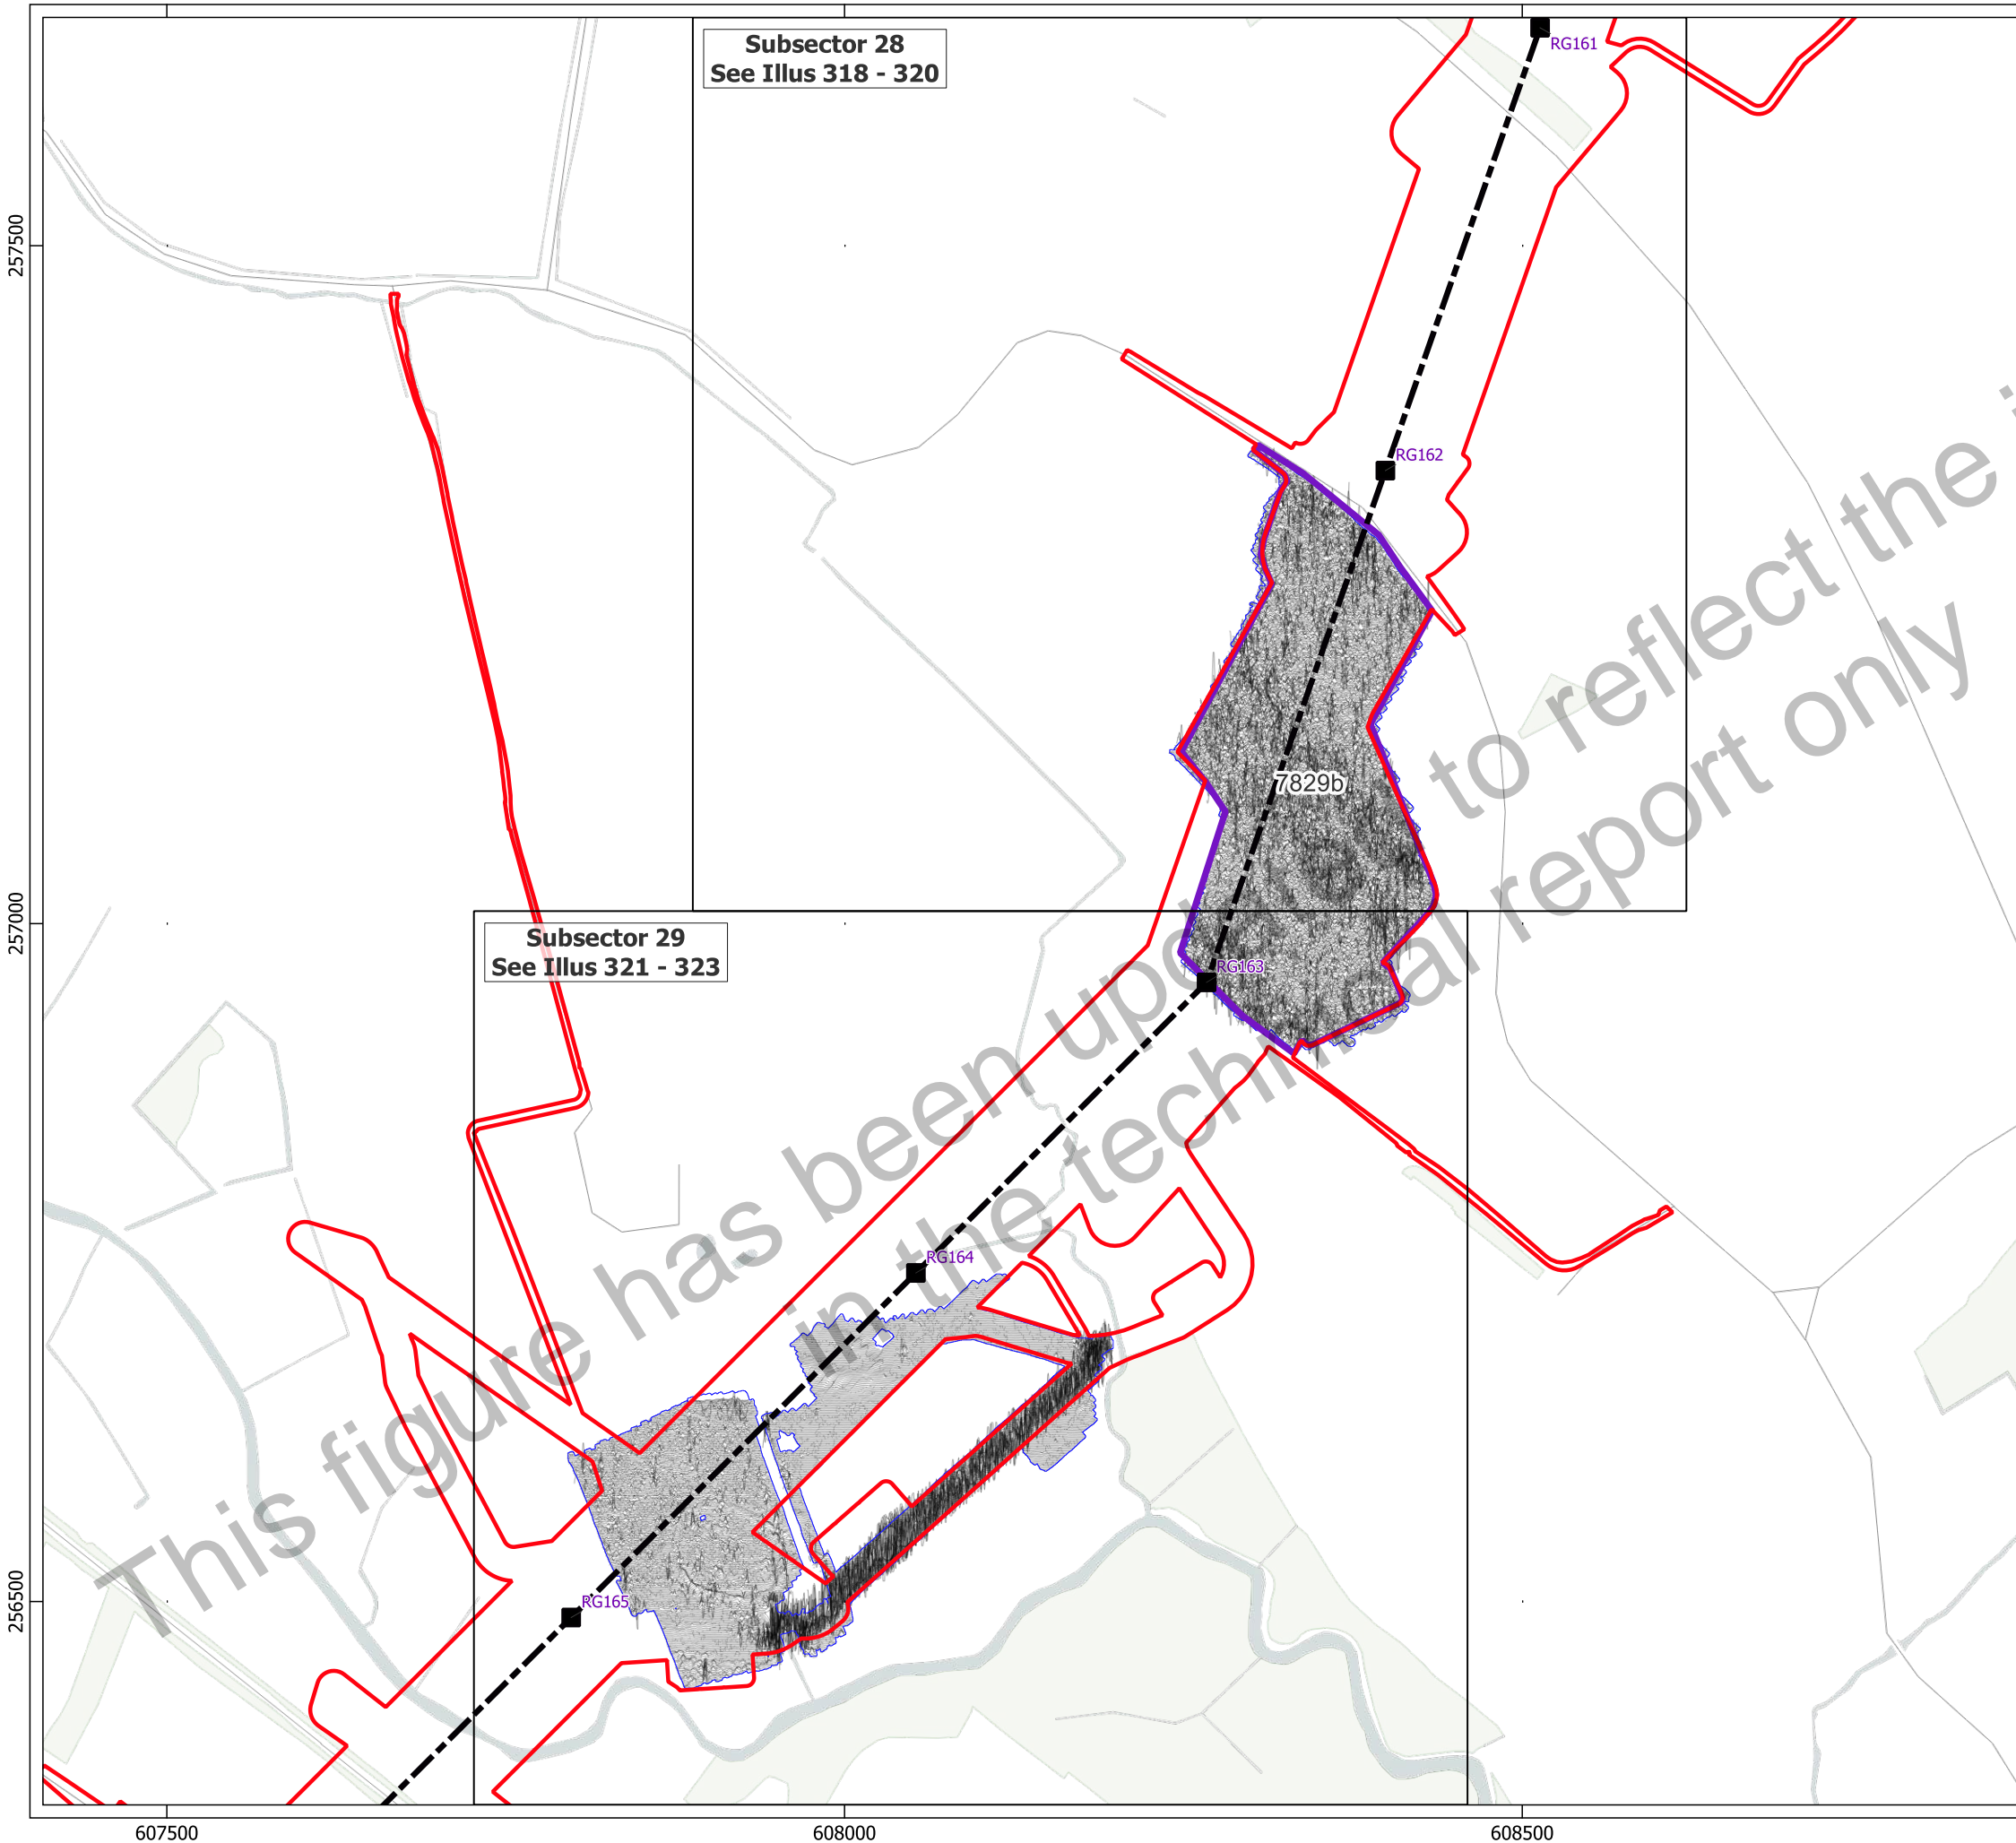 Subsector 28
See Illus 318 - 320
RG161
257500
RG162
7829b
257000
Subsector 29
See Illus 321 - 323
RG163
RG164
RG165
256500
607500
608000
608500
This figure has been to reflect the
in the technical report only